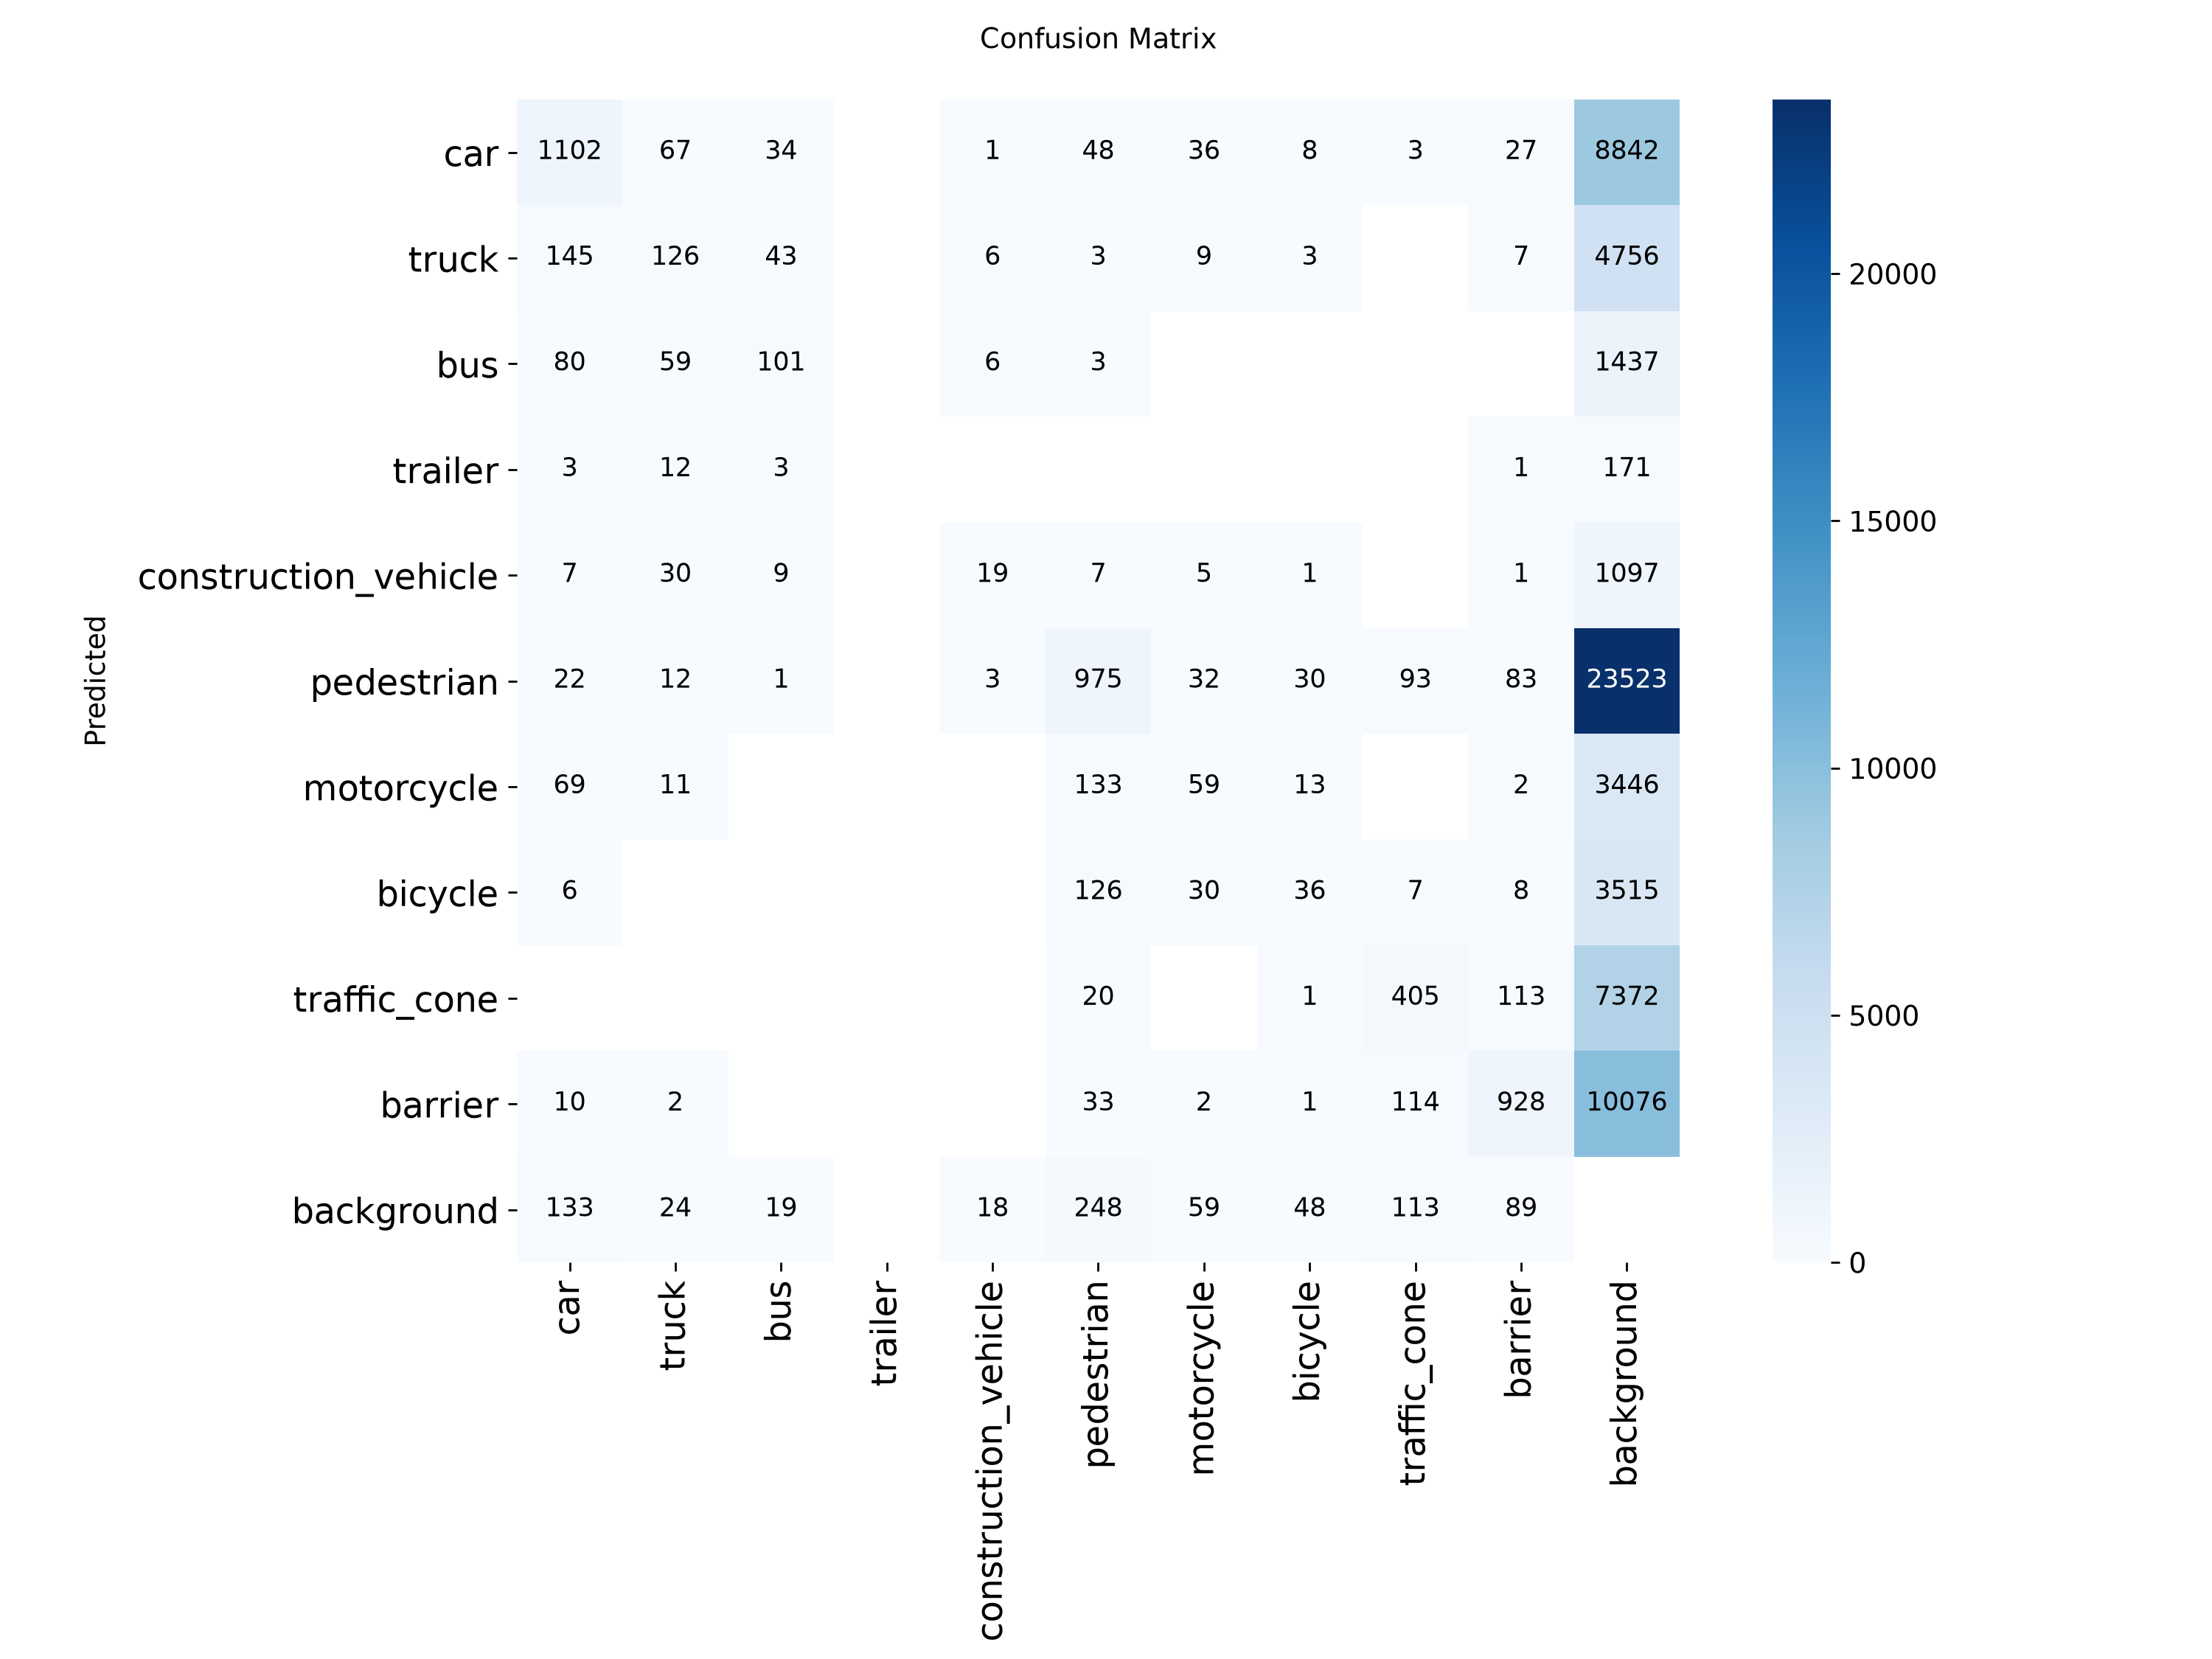 Confusion Matrix
car 1102 67 34 1 48 36 8 3 27 8842
truck 145 126 43 6 3 9 3 7 4756
bus 80 59 101 6 3 1437
trailer 3 12 3 1 171
construction_vehicle 7 30 9 19 7 5 1 1 1097
pedestrian 22 12 1 3 975 32 30 93 83 23523
motorcycle 69 11 133 59 13 2 3446
bicycle 6 126 30 36 7 8 3515
traffic_cone 20 1 405 113 7372
barrier 10 2 33 2 1 114 928 10076
background 133 24 19 18 248 59 48 113 89
Predicted
car
truck
bus
trailer
construction_vehicle
pedestrian
motorcycle
bicycle
traffic_cone
barrier
background
20000
15000
10000
5000
0